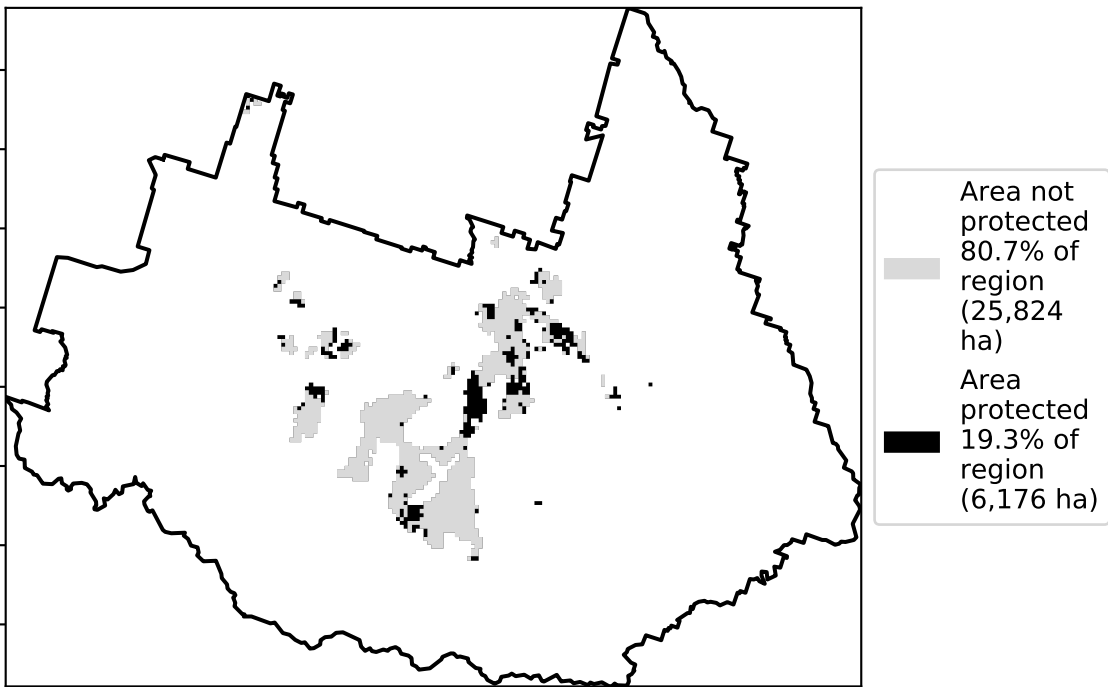 Area not
protected
80.7% of
region
(25,824
ha)
Area
protected
19.3% of
region
(6,176 ha)